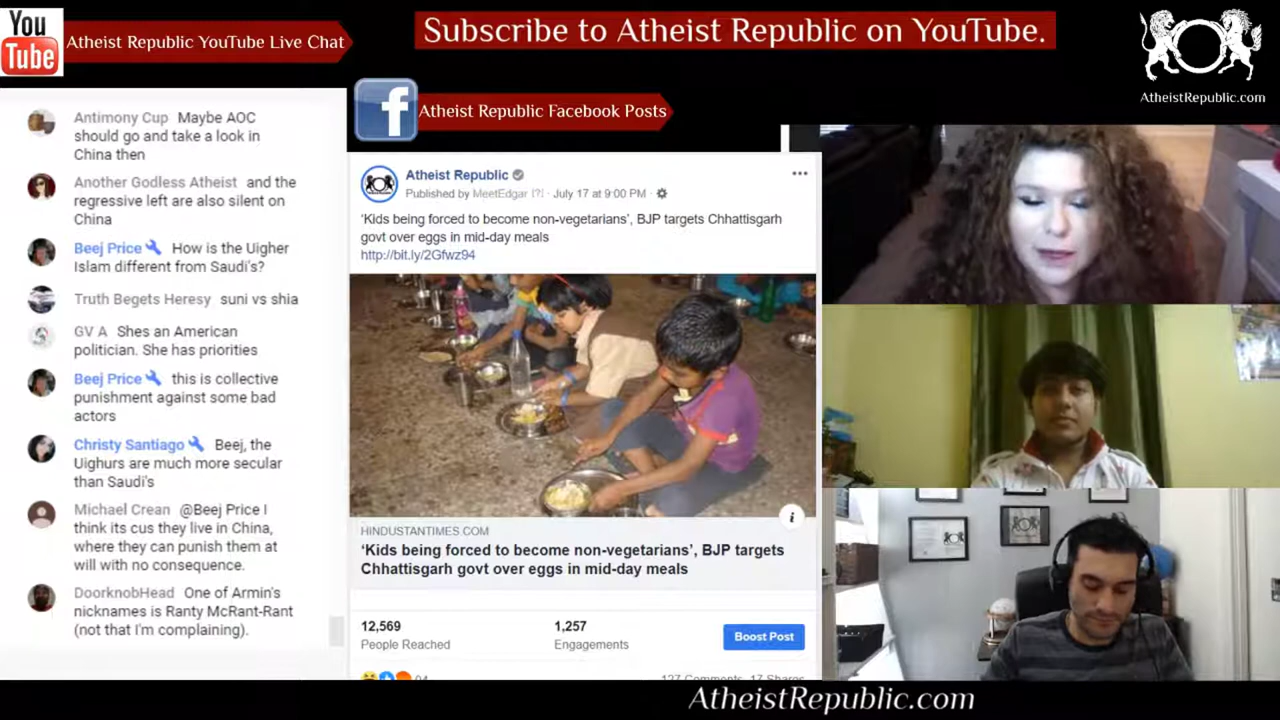 You
Tube
Atheist Republic YouTube Live Chat
Subscribe to Atheist Republic on YouTube.
AtheistRepublic.com
Antimony Cup Maybe AOC
should go and take a look in
China then
Another Godless Atheist and the
regressive left are also silent on
China
Beej Price How is the Uigher
Islam different from Saudi's?
Truth Begets Heresy suni vs shia
GV A Shes an American
politician. She has priorities
Beej Price this is collective
punishment against some bad
actors
Christy Santiago Beej, the
Uighurs are much more secular
than Saudi's
Michael Crean @Beej Price I
think its cus they live in China,
where they can punish them at
will with no consequence.
DoorknobHead One of Armin's
nicknames is Ranty McRant-Rant
(not that I'm complaining).
f
Atheist Republic Facebook Posts
Atheist Republic
Published by MeetEdgar [?] · July 17 at 9:00 PM ·
'Kids being forced to become non-vegetarians', BJP targets Chhattisgarh
govt over eggs in mid-day meals
http://bit.ly/2Gfwz94
i
HINDUSTANTIMES.COM
'Kids being forced to become non-vegetarians', BJP targets
Chhattisgarh govt over eggs in mid-day meals
12,569
People Reached
1,257
Engagements
Boost Post
94
127 Comments 17 Shares
AtheistRepublic.com